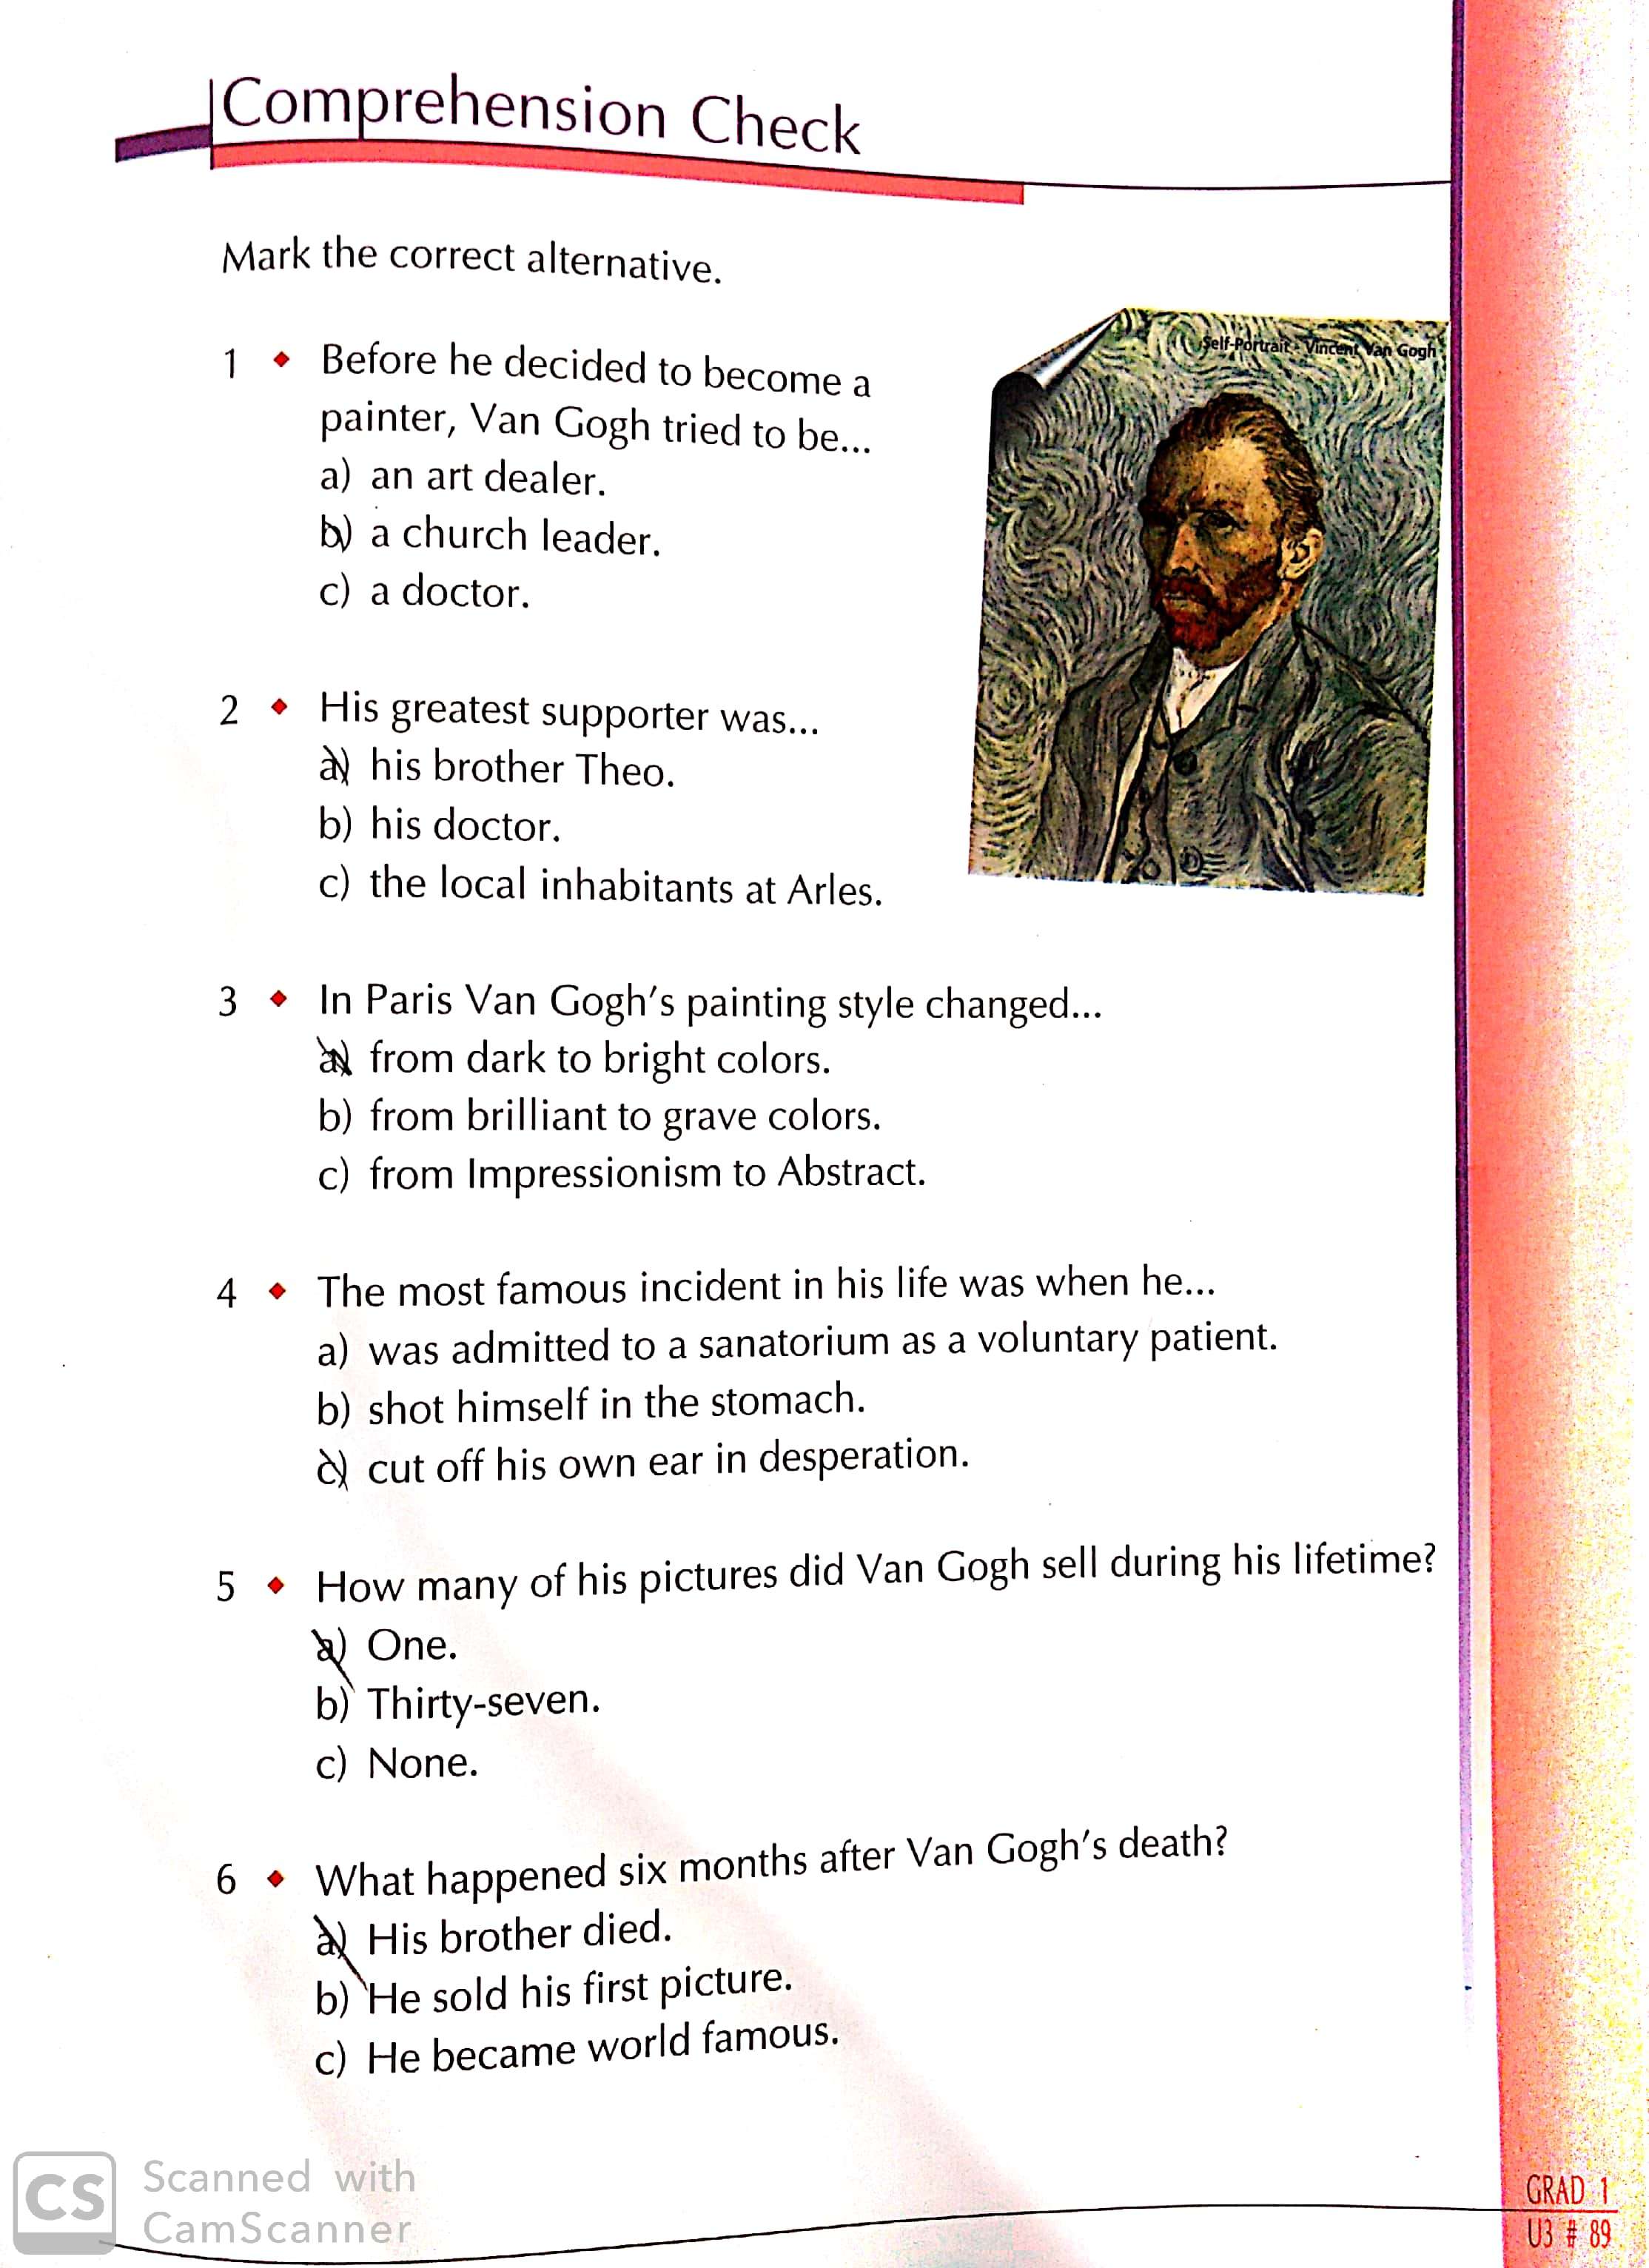 Comprehension Check
Mark the correct alternative.
Self-Portrait - Vincent Van Gogh
1 ♦ Before he decided to become a
painter, Van Gogh tried to be...
a) an art dealer.
b) a church leader.
c) a doctor.
2 ♦ His greatest supporter was...
a) his brother Theo.
b) his doctor.
c) the local inhabitants at Arles.
3 ♦ In Paris Van Gogh's painting style changed...
a) from dark to bright colors.
b) from brilliant to grave colors.
c) from Impressionism to Abstract.
4 ♦ The most famous incident in his life was when he...
a) was admitted to a sanatorium as a voluntary patient.
b) shot himself in the stomach.
c) cut off his own ear in desperation.
5 ♦ How many of his pictures did Van Gogh sell during his lifetime?
a) One.
b) Thirty-seven.
c) None.
6 ♦ What happened six months after Van Gogh's death?
a) His brother died.
b) He sold his first picture.
c) He became world famous.
CS Scanned with
CamScanner
GRAD 1
U3 # 89